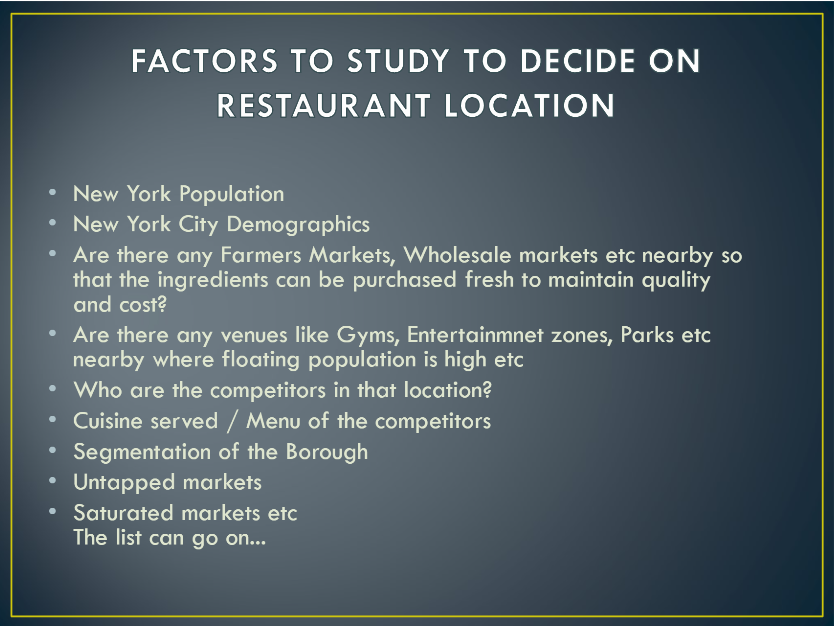 FACTORS TO STUDY TO DECIDE ON
RESTAURANT LOCATION
• New York Population
• New York City Demographics
• Are there any Farmers Markets, Wholesale markets etc nearby so
that the ingredients can be purchased fresh to maintain quality
and cost?
• Are there any venues like Gyms, Entertainmnet zones, Parks etc
nearby where floating population is high etc
• Who are the competitors in that location?
• Cuisine served / Menu of the competitors
• Segmentation of the Borough
• Untapped markets
• Saturated markets etc
The list can go on...